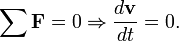 ∑ F = 0 ⇒ dv/dt = 0.